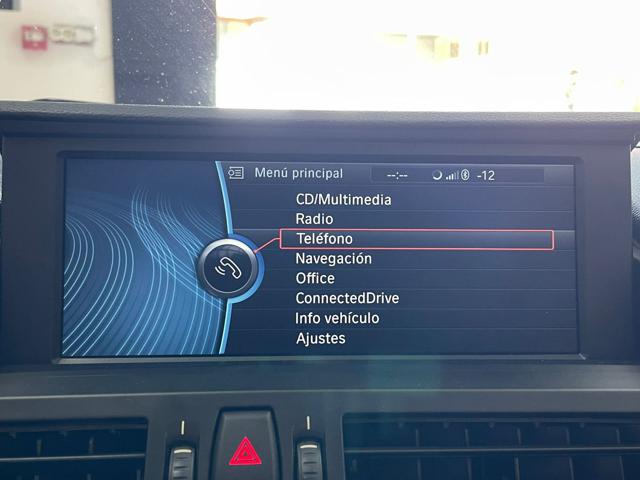 Menú principal --:-- -12
CD/Multimedia
Radio
Teléfono
Navegación
Office
ConnectedDrive
Info vehículo
Ajustes